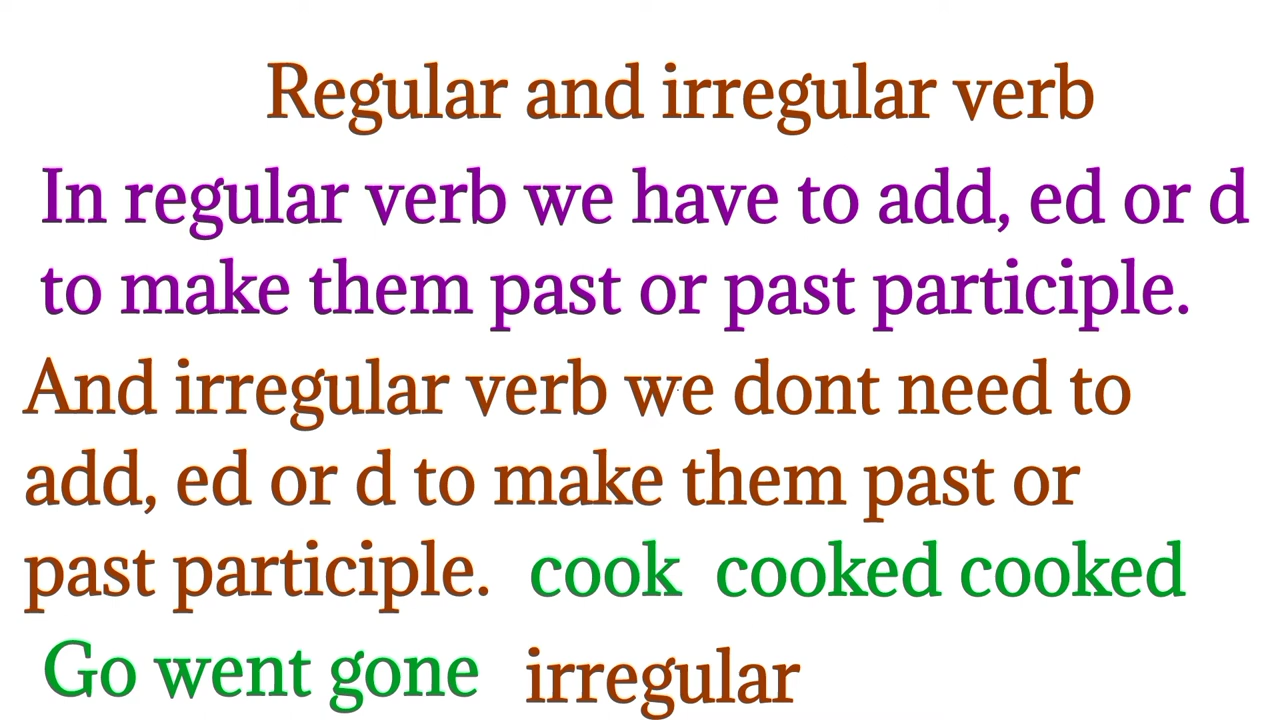 Regular and irregular verb
In regular verb we have to add, ed or d
to make them past or past participle.
And irregular verb we dont need to
add, ed or d to make them past or
past participle. cook cooked cooked
Go went gone irregular